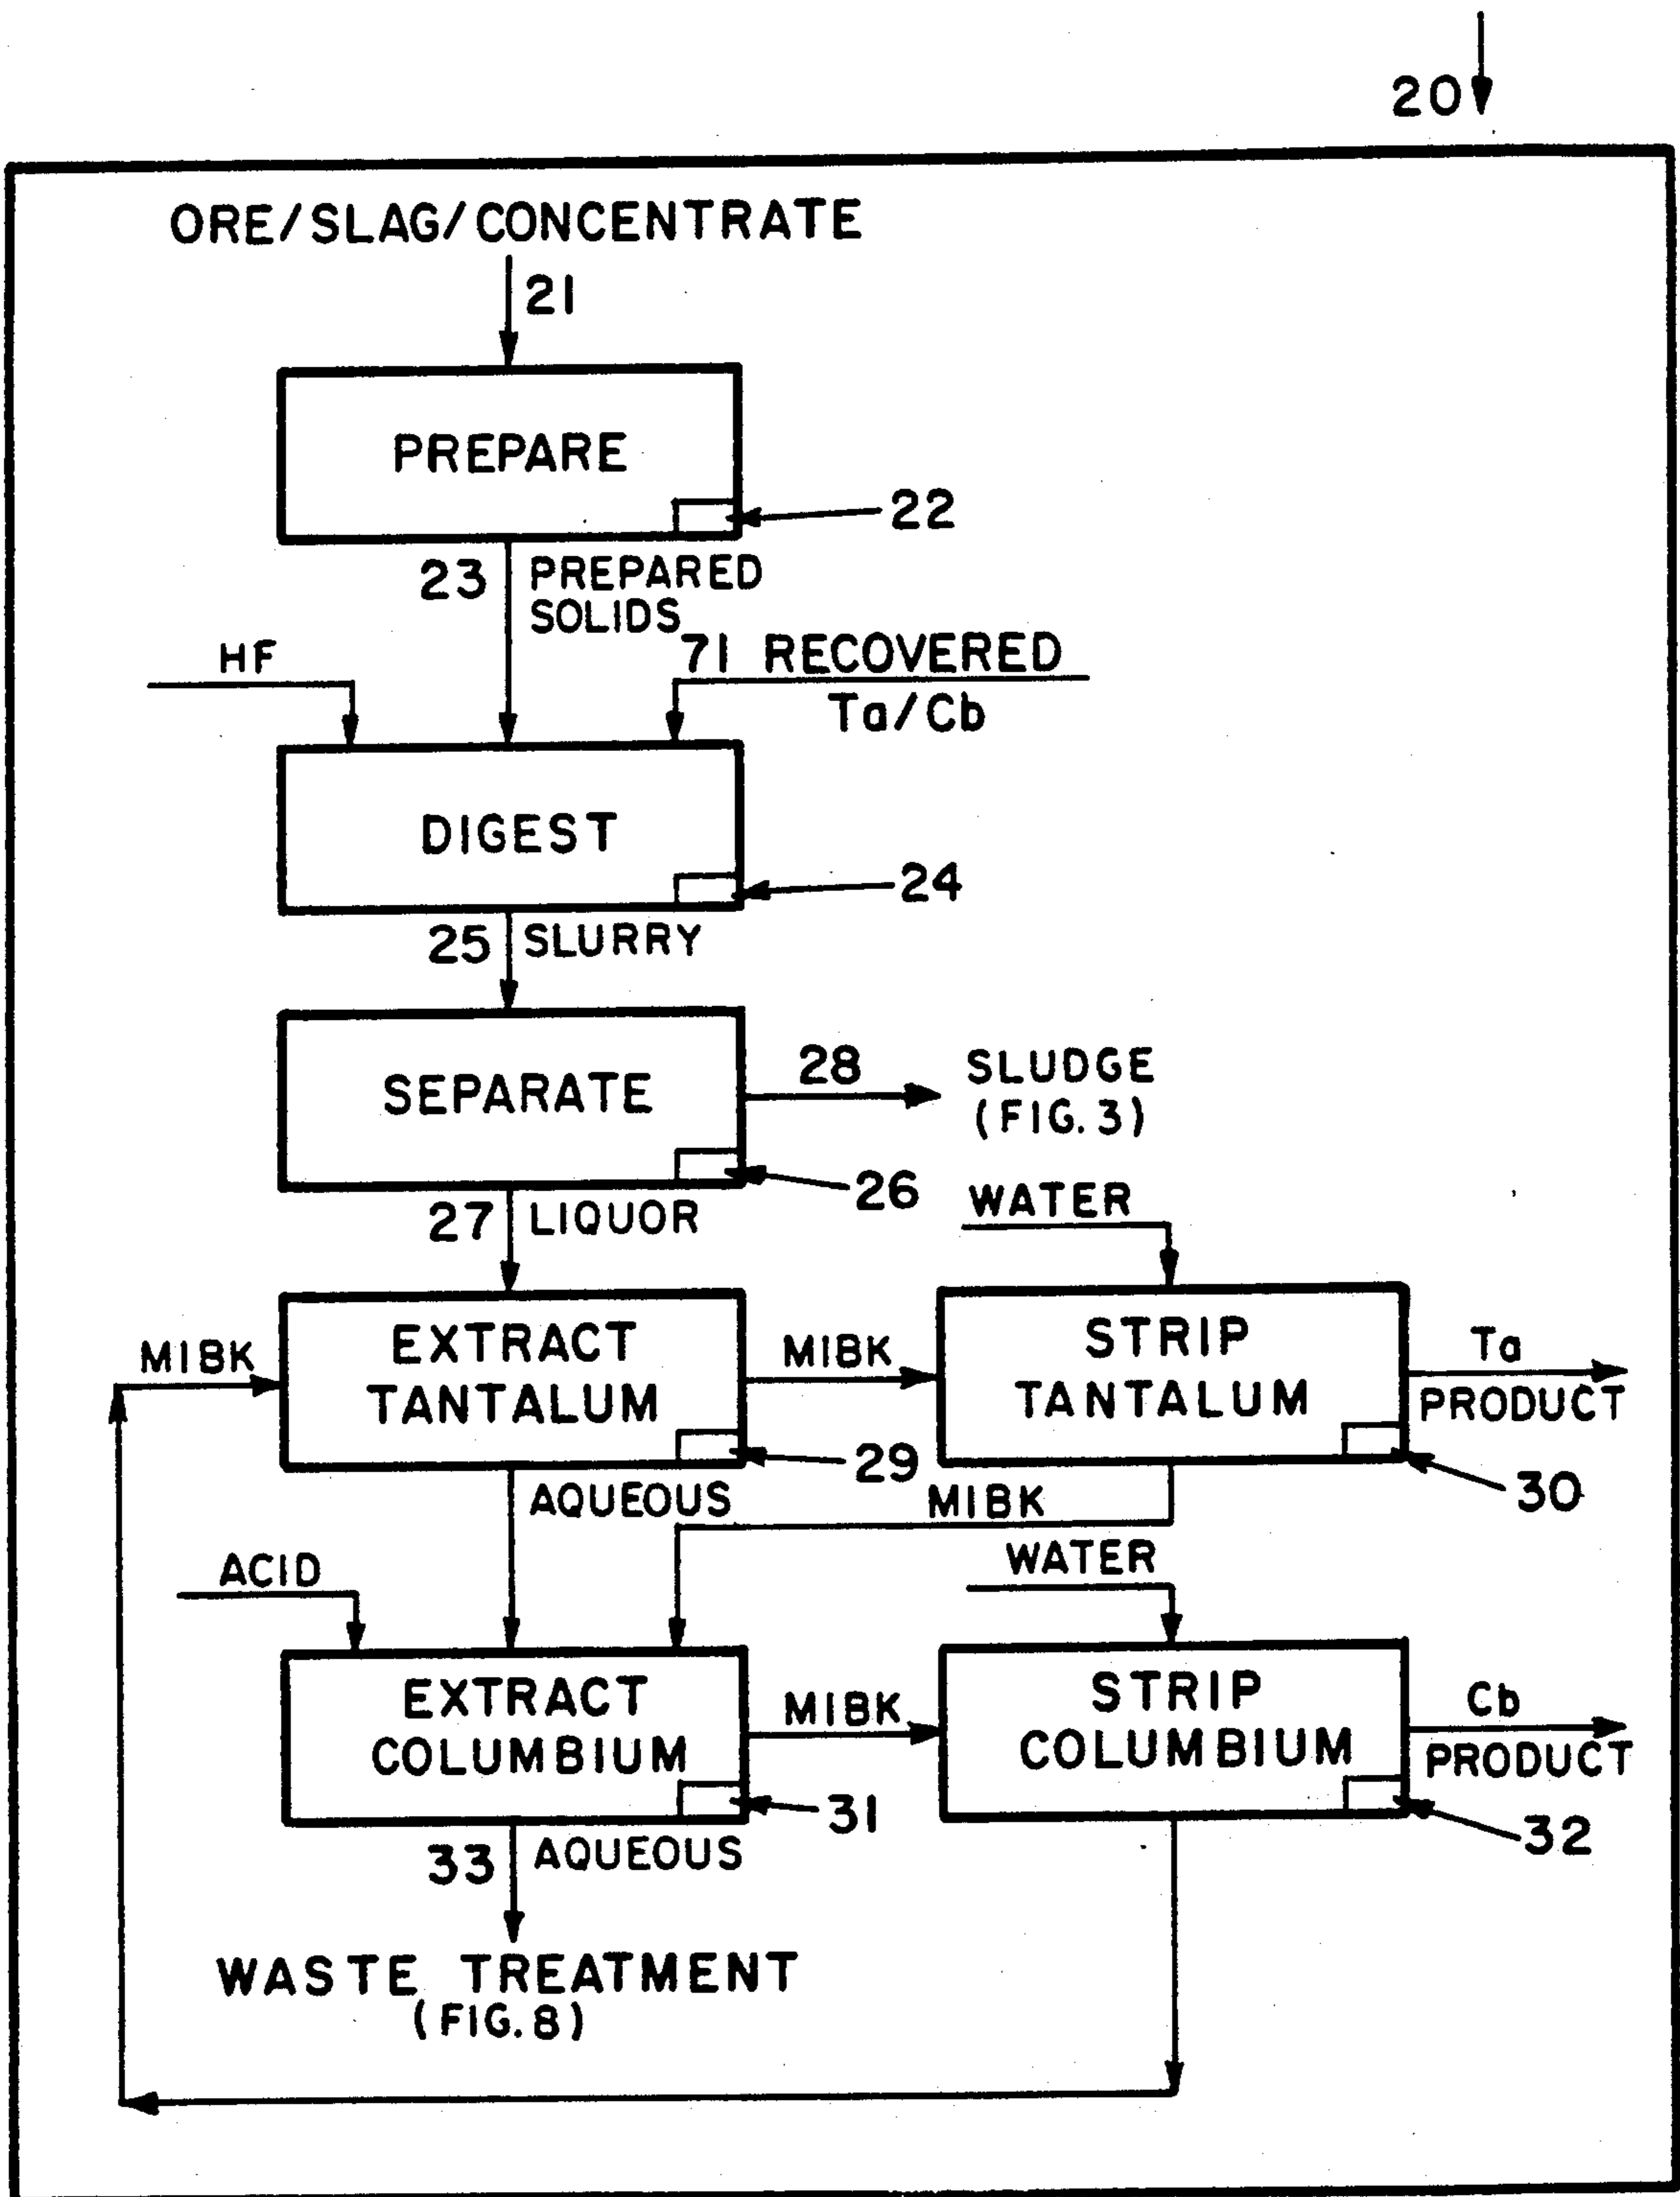 20
ORE/SLAG/CONCENTRATE
21
PREPARE
22
23 PREPARED
SOLIDS
HF
71 RECOVERED
Ta/Cb
DIGEST
24
25 SLURRY
SEPARATE
28
SLUDGE
(FIG. 3)
26
27 LIQUOR
WATER
MIBK
EXTRACT
TANTALUM
29
MIBK
STRIP
TANTALUM
30
Ta
PRODUCT
AQUEOUS
MIBK
ACID
WATER
EXTRACT
COLUMBIUM
31
MIBK
STRIP
COLUMBIUM
32
Cb
PRODUCT
33 AQUEOUS
WASTE TREATMENT
(FIG. 8)